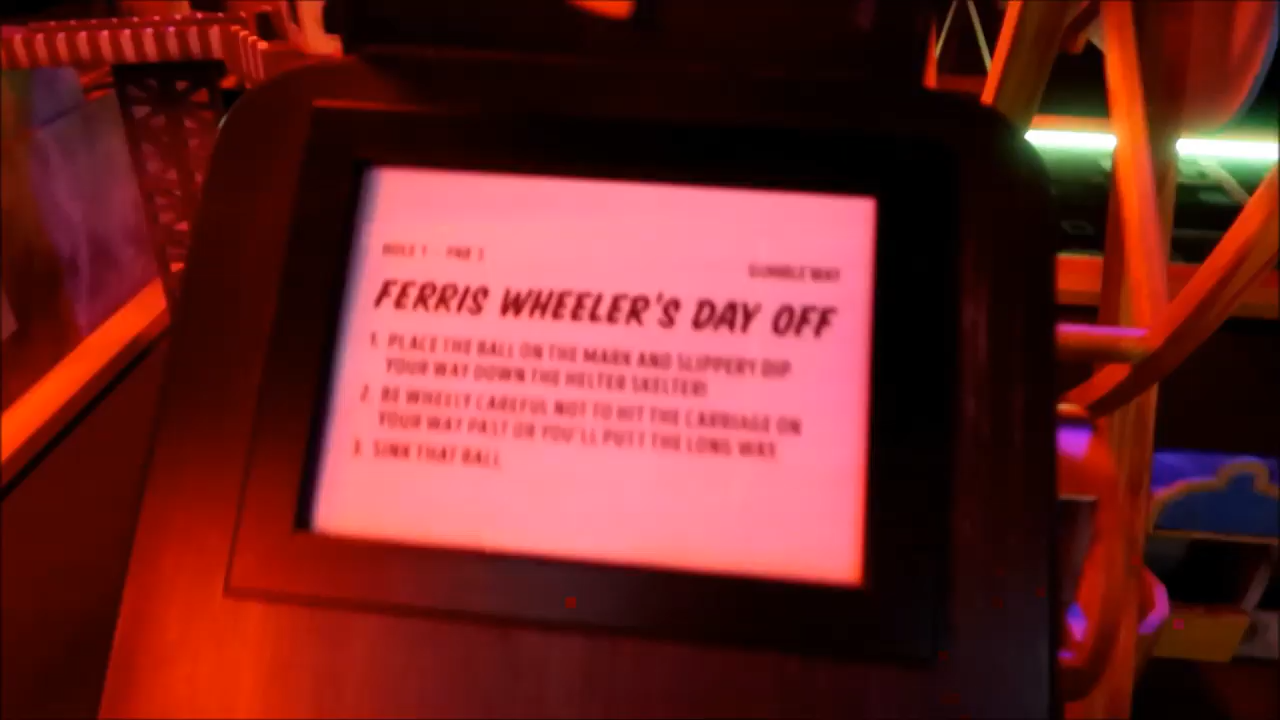 FERRIS WHEELER'S DAY OFF
1. PLACE THE BALL ON THE MARK AND SLIPPERY DIP
YOUR WAY DOWN THE HELTER SKELTER!
2. BE WHEELY CAREFUL NOT TO HIT THE CARRIAGE ON
YOUR WAY PAST OR YOU'LL PUTT THE LONG WAY
3. SINK THAT BALL